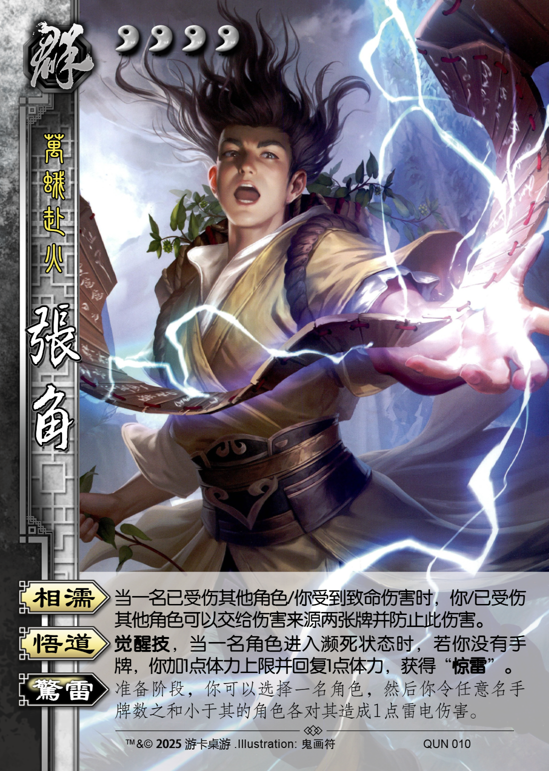 群
萬蛾赴火
張角
相濡
当一名已受伤其他角色/你受到致命伤害时，你/已受伤
其他角色可以交给伤害来源两张牌并防止此伤害。
悟道
觉醒技，当一名角色进入濒死状态时，若你没有手
牌，你加1点体力上限并回复1点体力，获得“惊雷”。
驚雷
准备阶段，你可以选择一名角色，然后你令任意名手
牌数之和小于其的角色各对其造成1点雷电伤害。
™&© 2025 游卡桌游 .Illustration: 鬼画符
QUN 010